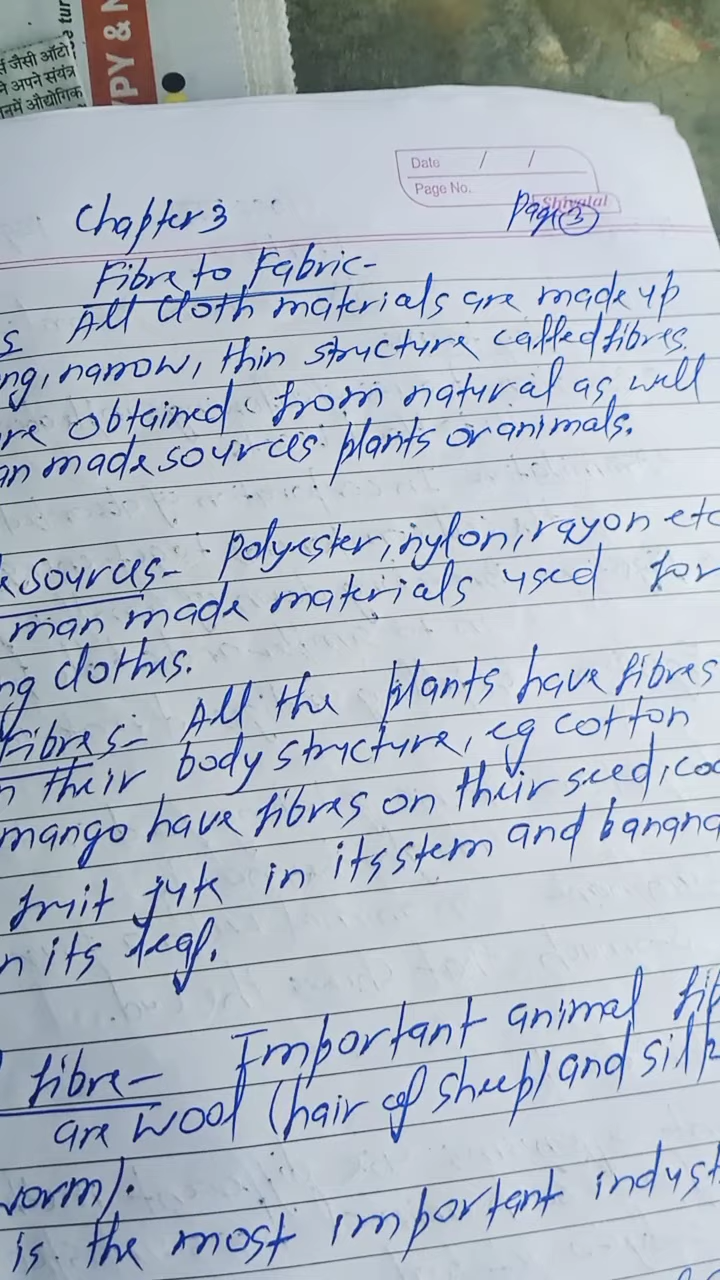 जैसी ऑटो
ने अपने संयंत्र
नमें औद्योगिक
PY & N
Date / /
Page No.
Shivalal
Chapter 3
Page 3
Fibre to Fabric-
s All cloth materials are made up
ng, narrow, thin structure called fibres.
re obtained from natural as well
an made sources plants or animals.
sources- polyester, nylon, rayon etc
man made materials used for
ng clothes.
Fibres- All the plants have fibres
n their body structure, eg cotton
mango have fibres on their seed, coc
fruit jute in its stem and banana
n its leaf.
fibre- Important animal fib
are wool (hair of sheep) and silk
worm).
is the most important indust